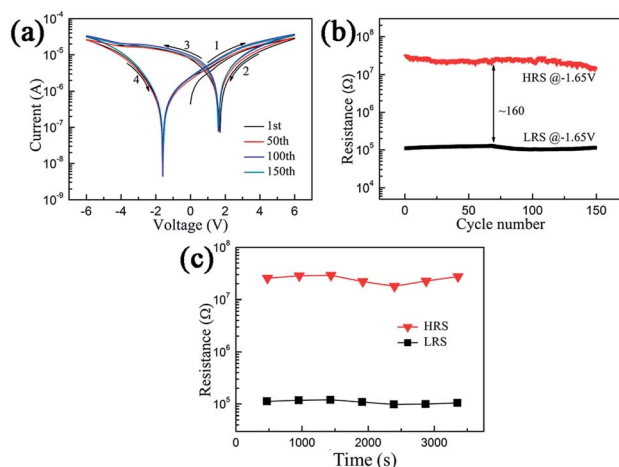 (a)
Current (A)
10⁻⁴
10⁻⁵
10⁻⁶
10⁻⁷
10⁻⁸
10⁻⁹
3
1
2
4
1st
50th
100th
150th
-6 -4 -2 0 2 4 6
Voltage (V)
(b)
Resistance (Ω)
10⁸
10⁷
10⁶
10⁵
HRS @-1.65V
~160
LRS @-1.65V
0 50 100 150
Cycle number
(c)
Resistance (Ω)
10⁸
10⁷
10⁶
10⁵
HRS
LRS
0 1000 2000 3000
Time (s)